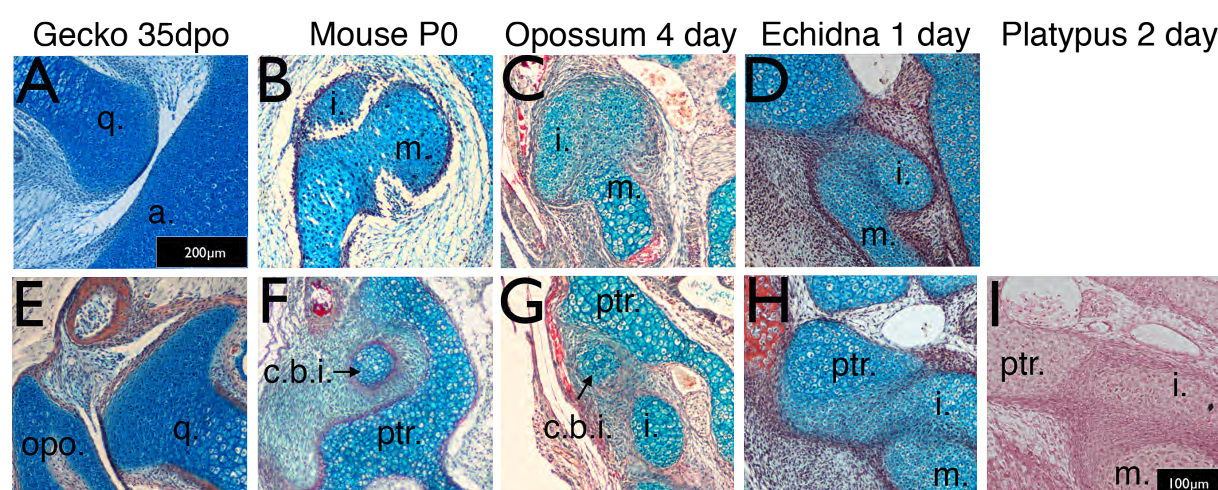 Gecko 35dpo
Mouse P0
Opossum 4 day
Echidna 1 day
Platypus 2 day
A
q.
a.
200µm
B
i.
m.
C
i.
m.
D
i.
m.
E
opo.
q.
F
c.b.i.
ptr.
G
ptr.
c.b.i.
i.
H
ptr.
i.
m.
I
ptr.
i.
m.
100µm